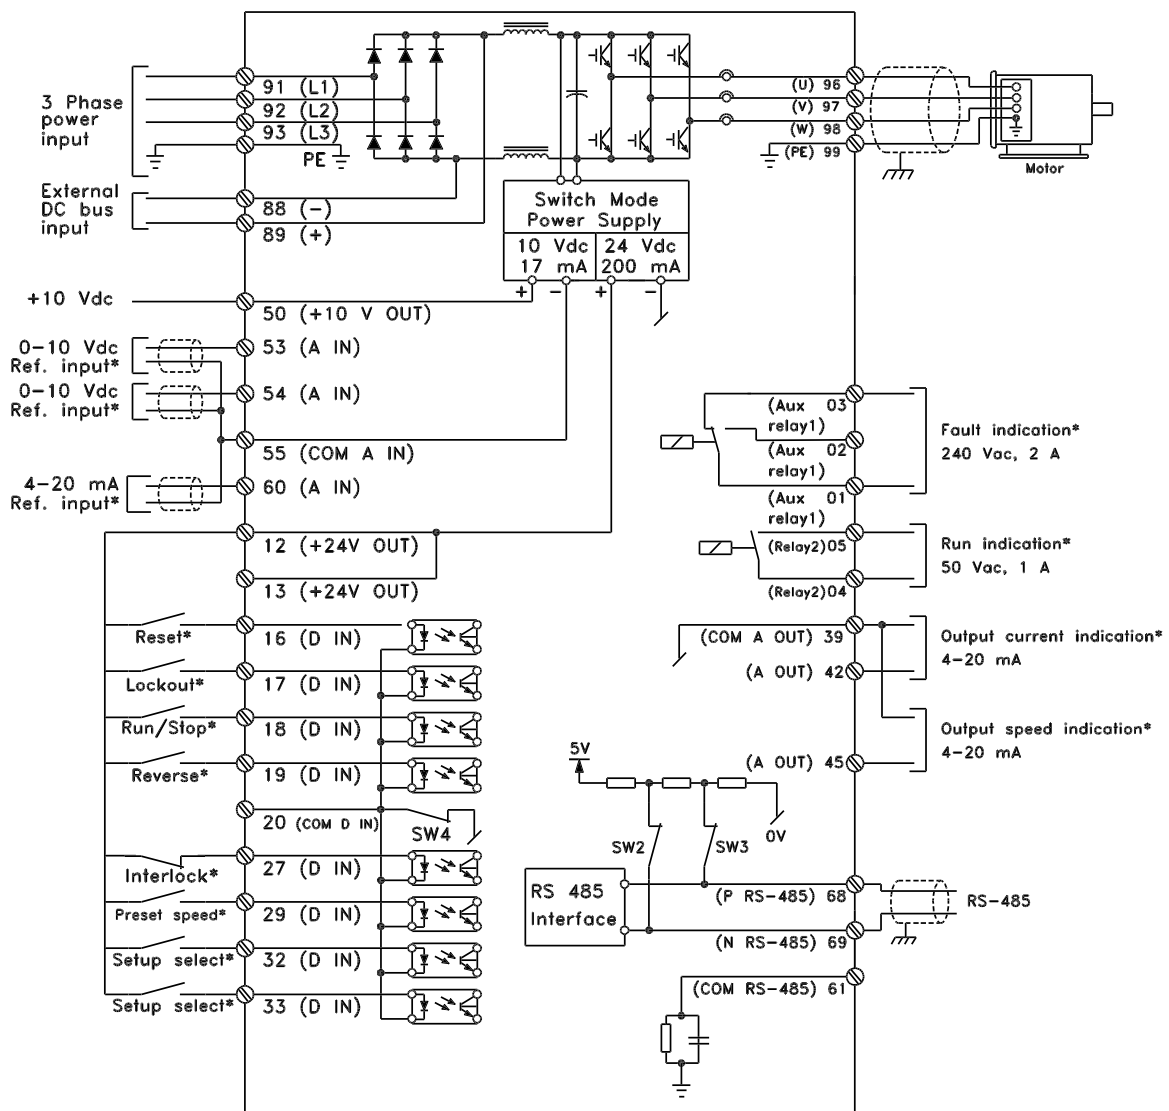 3 Phase
power
input
91 (L1)
92 (L2)
93 (L3)
PE
External
DC bus
input
88 (-)
89 (+)
+10 Vdc
50 (+10 V OUT)
0-10 Vdc
Ref. input*
53 (A IN)
0-10 Vdc
Ref. input*
54 (A IN)
55 (COM A IN)
4-20 mA
Ref. input*
60 (A IN)
12 (+24V OUT)
13 (+24V OUT)
Reset*
16 (D IN)
Lockout*
17 (D IN)
Run/Stop*
18 (D IN)
Reverse*
19 (D IN)
20 (COM D IN)
SW4
Interlock*
27 (D IN)
Preset speed*
29 (D IN)
Setup select*
32 (D IN)
Setup select*
33 (D IN)
Switch Mode
Power Supply
10 Vdc
17 mA
24 Vdc
200 mA
+ - + -
(U) 96
(V) 97
(W) 98
(PE) 99
Motor
(Aux 03
relay1)
(Aux 02
relay1)
(Aux 01
relay1)
Fault indication*
240 Vac, 2 A
(Relay2)05
(Relay2)04
Run indication*
50 Vac, 1 A
(COM A OUT) 39
(A OUT) 42
Output current indication*
4-20 mA
(A OUT) 45
Output speed indication*
4-20 mA
5V
0V
SW2
SW3
RS 485
Interface
(P RS-485) 68
(N RS-485) 69
RS-485
(COM RS-485) 61